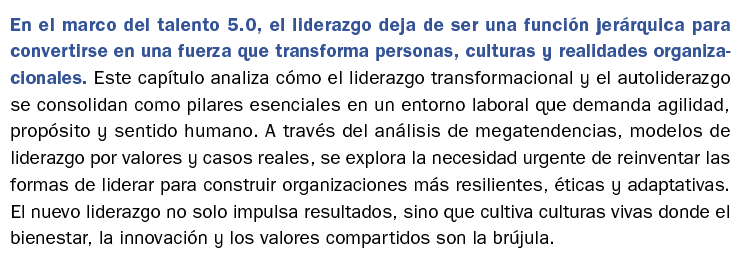 En el marco del talento 5.0, el liderazgo deja de ser una función jerárquica para
convertirse en una fuerza que transforma personas, culturas y realidades organiza-
cionales. Este capítulo analiza cómo el liderazgo transformacional y el autoliderazgo
se consolidan como pilares esenciales en un entorno laboral que demanda agilidad,
propósito y sentido humano. A través del análisis de megatendencias, modelos de
liderazgo por valores y casos reales, se explora la necesidad urgente de reinventar las
formas de liderar para construir organizaciones más resilientes, éticas y adaptativas.
El nuevo liderazgo no solo impulsa resultados, sino que cultiva culturas vivas donde el
bienestar, la innovación y los valores compartidos son la brújula.